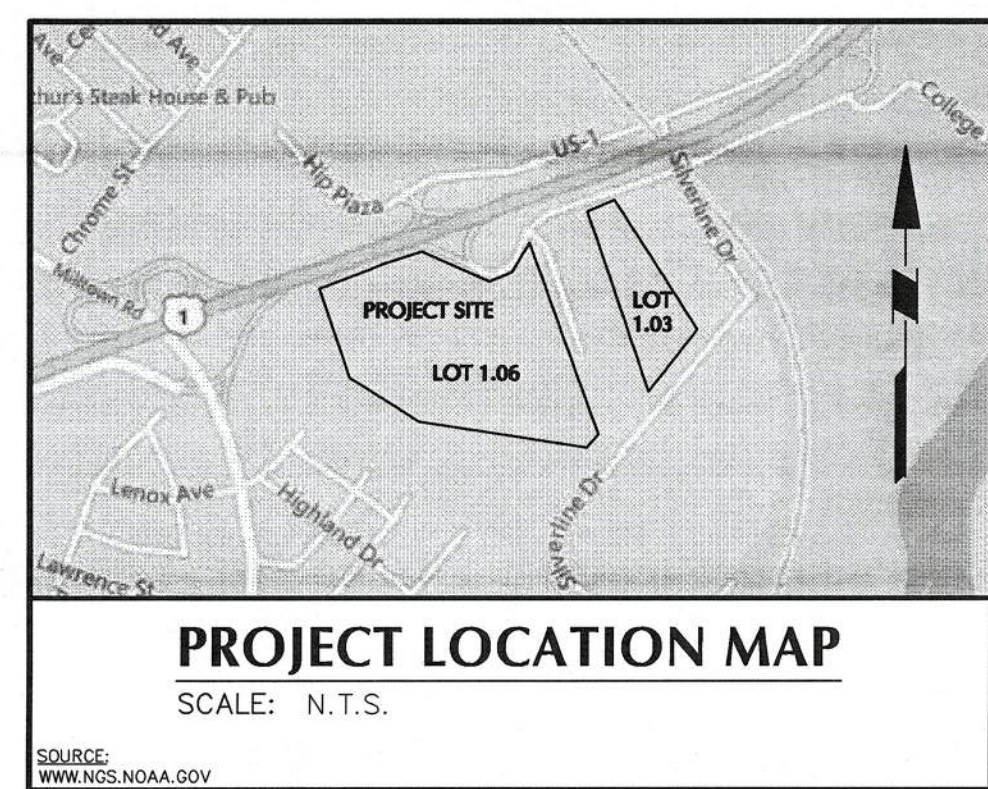 Ave
Ave
thur's Steak House & Pub
Chrome St
Hip Plaza
US-1
College
Silverline Dr
Milltown Rd
1
PROJECT SITE
LOT 1.06
LOT
1.03
Lenox Ave
Highland Dr
Silverline Dr
Lawrence St
PROJECT LOCATION MAP
SCALE: N.T.S.
SOURCE:
WWW.NGS.NOAA.GOV
N